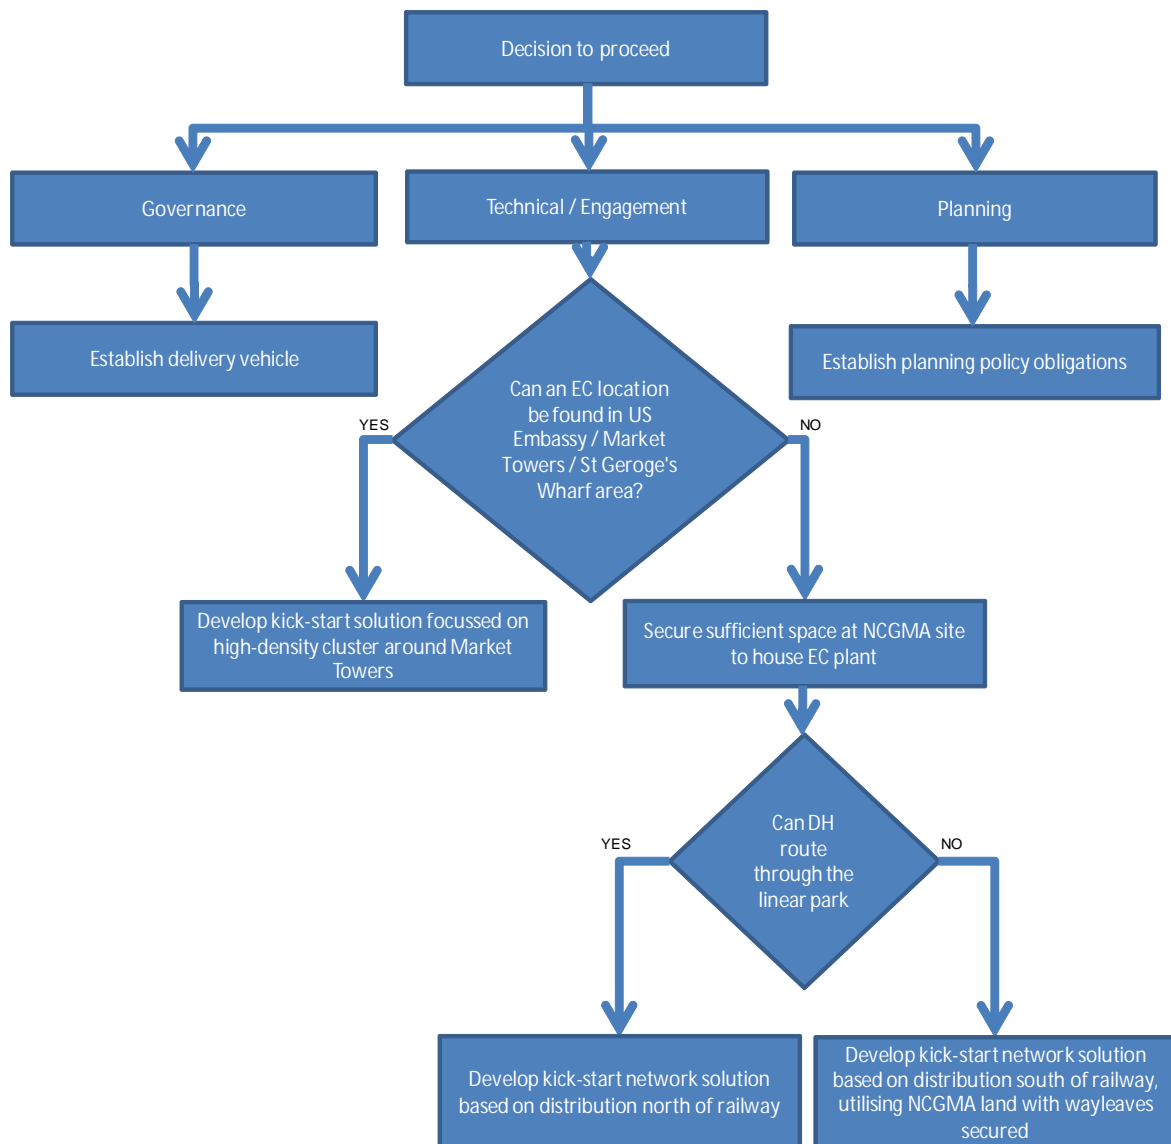 Decision to proceed
Governance
Technical / Engagement
Planning
Establish delivery vehicle
Establish planning policy obligations
Can an EC location
be found in US
Embassy / Market
Towers / St Geroge's
Wharf area?
YES
NO
Develop kick-start solution focussed on
high-density cluster around Market
Towers
Secure sufficient space at NCGMA site
to house EC plant
Can DH
route
through the
linear park
YES
NO
Develop kick-start network solution
based on distribution north of railway
Develop kick-start network solution
based on distribution south of railway,
utilising NCGMA land with wayleaves
secured